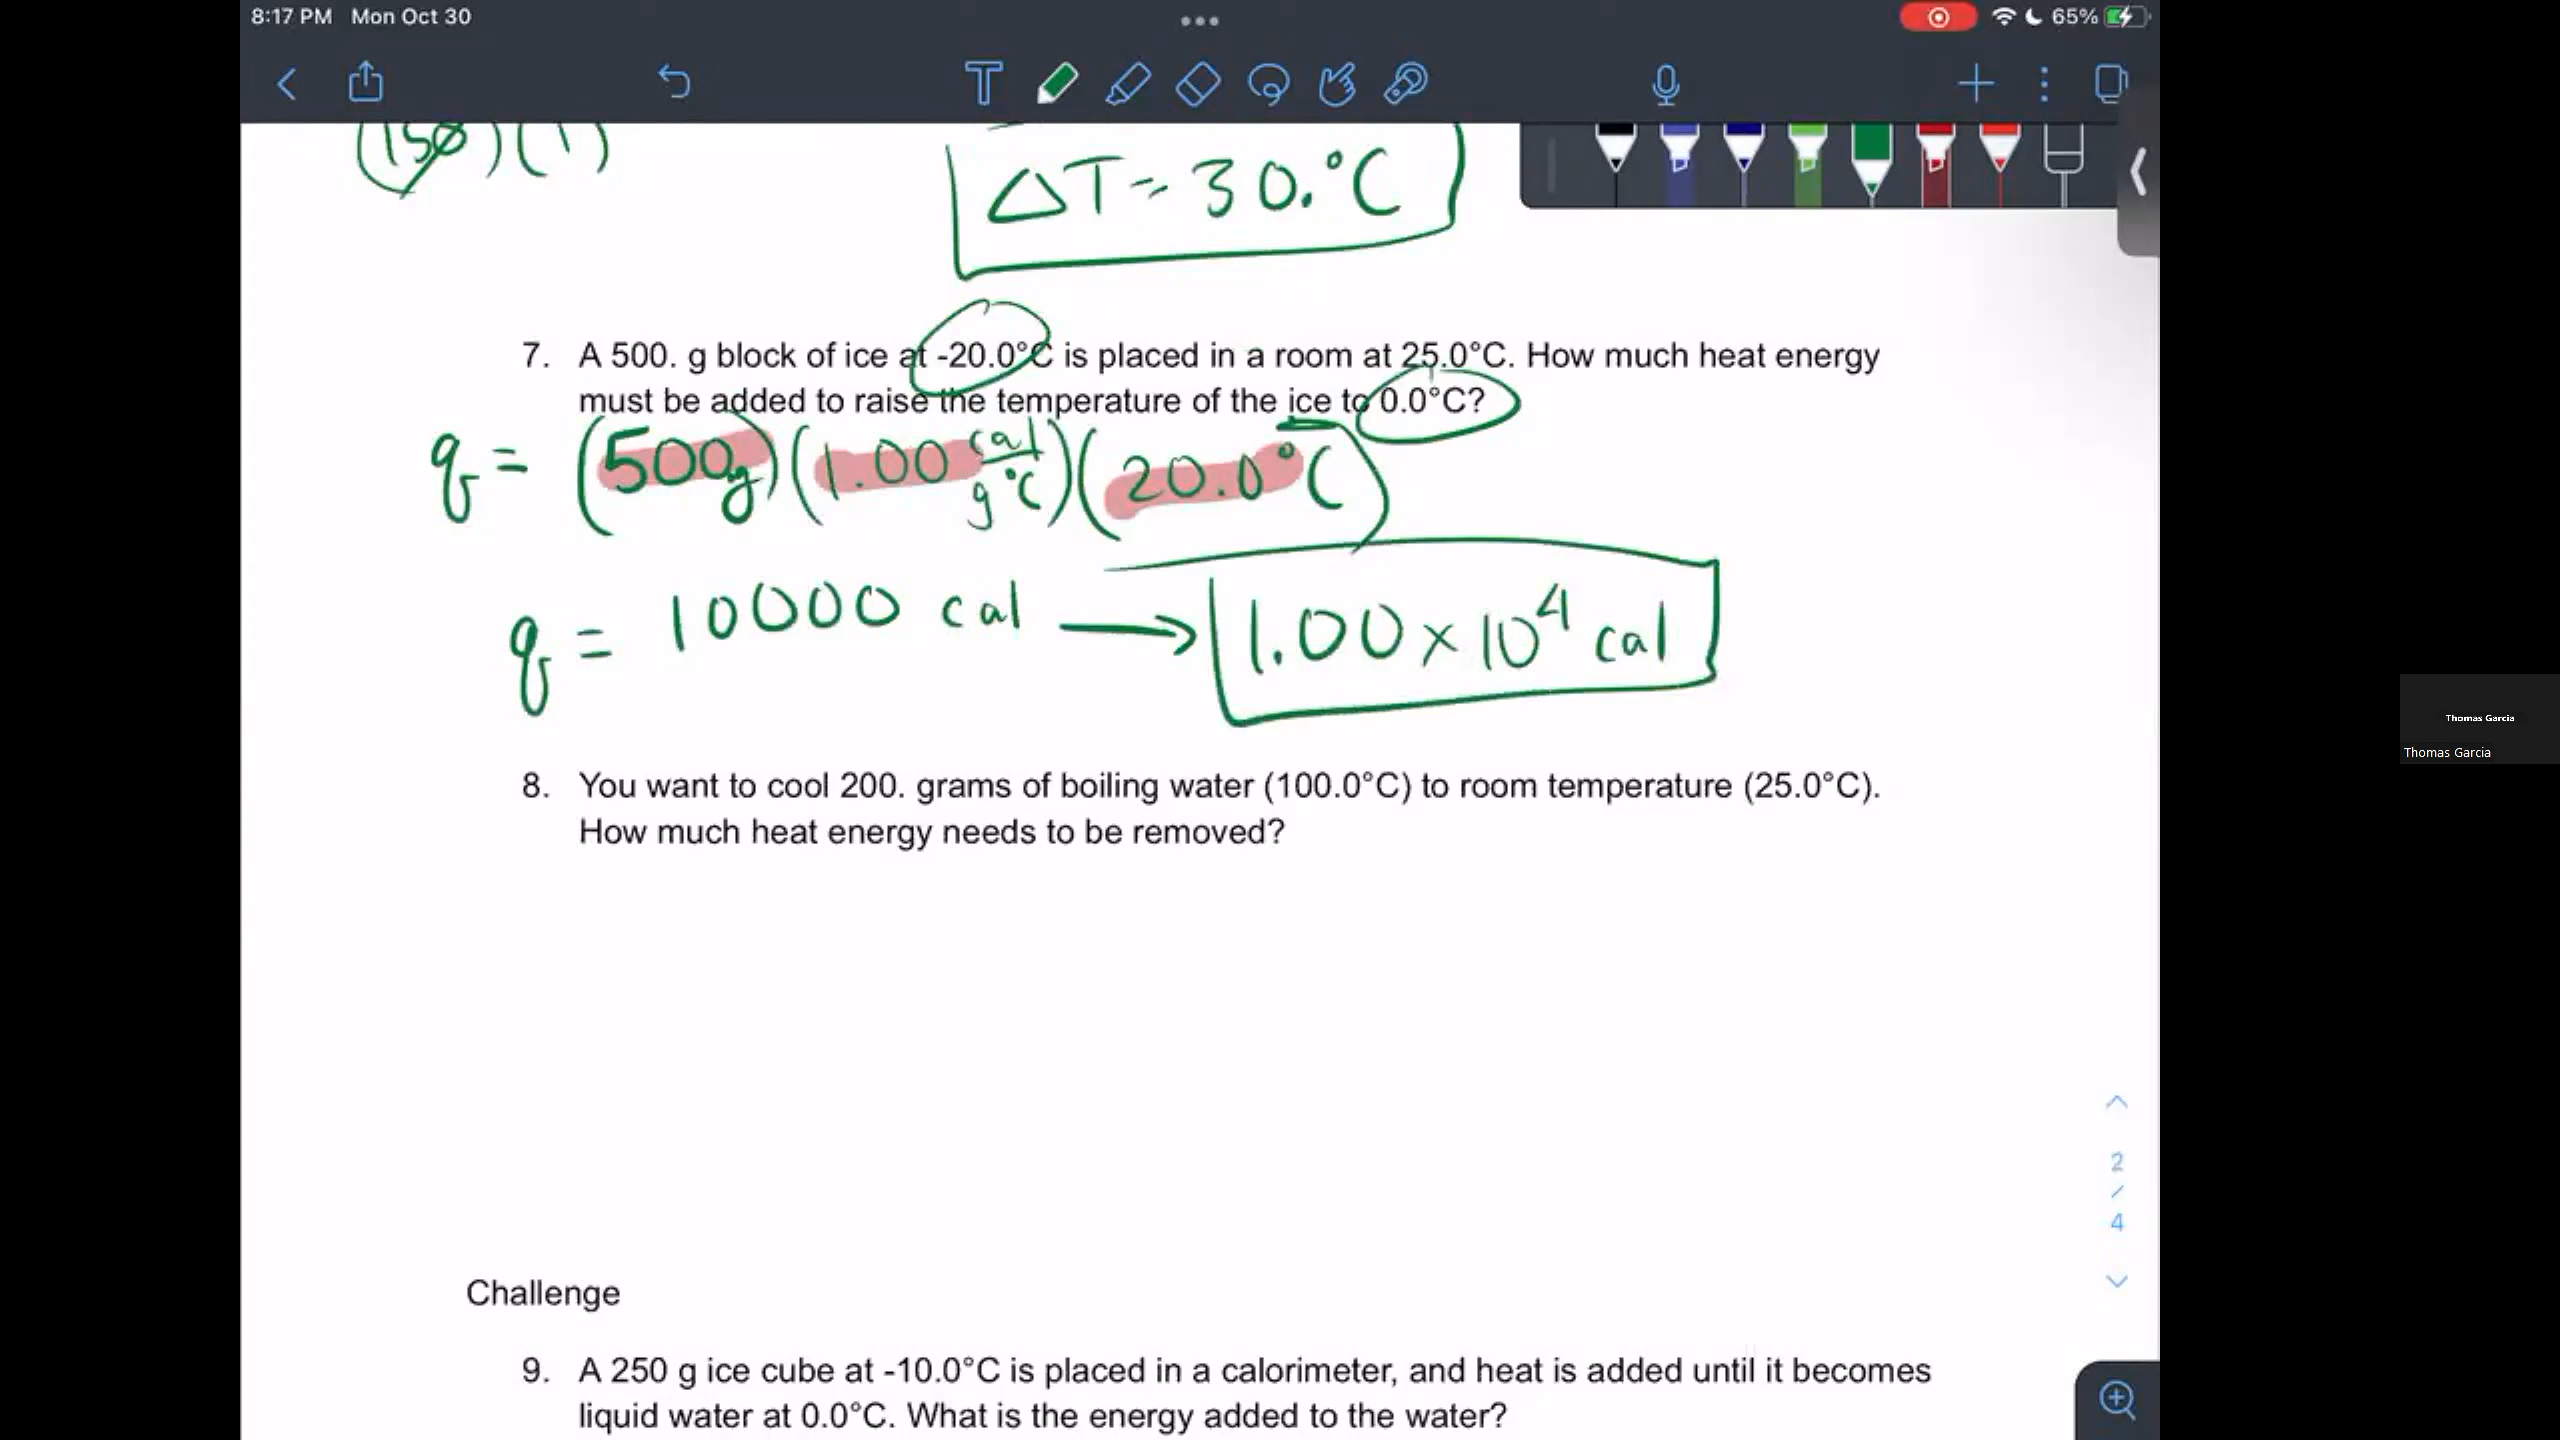 8:17 PM Mon Oct 30
65%
(150)(1)
ΔT = 30.°C
7. A 500. g block of ice at -20.0°C is placed in a room at 25.0°C. How much heat energy
must be added to raise the temperature of the ice to 0.0°C?
q = (500g)(1.00 cal/g°C)(20.0°C)
q = 10000 cal → 1.00 × 10⁴ cal
Thomas Garcia
Thomas Garcia
8. You want to cool 200. grams of boiling water (100.0°C) to room temperature (25.0°C).
How much heat energy needs to be removed?
2
/
4
Challenge
9. A 250 g ice cube at -10.0°C is placed in a calorimeter, and heat is added until it becomes
liquid water at 0.0°C. What is the energy added to the water?